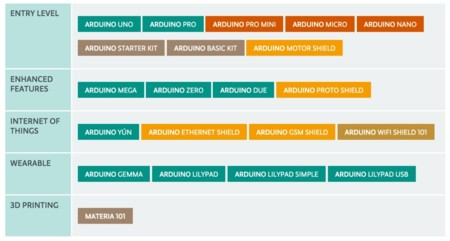 ENTRY LEVEL
ARDUINO UNO ARDUINO PRO ARDUINO PRO MINI ARDUINO MICRO ARDUINO NANO
ARDUINO STARTER KIT ARDUINO BASIC KIT ARDUINO MOTOR SHIELD
ENHANCED
FEATURES
ARDUINO MEGA ARDUINO ZERO ARDUINO DUE ARDUINO PROTO SHIELD
INTERNET OF
THINGS
ARDUINO YÚN ARDUINO ETHERNET SHIELD ARDUINO GSM SHIELD ARDUINO WIFI SHIELD 101
WEARABLE
ARDUINO GEMMA ARDUINO LILYPAD ARDUINO LILYPAD SIMPLE ARDUINO LILYPAD USB
3D PRINTING
MATERIA 101